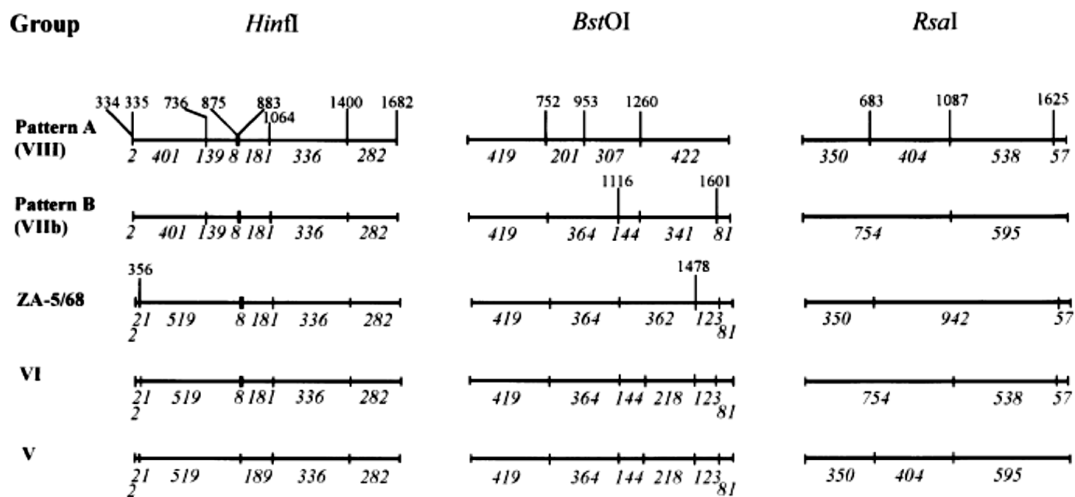 Group HinfI BstOI RsaI
334 335 736 875 883 1064 1400 1682 752 953 1260 683 1087 1625
Pattern A (VIII)
2 401 139 8 181 336 282 419 201 307 422 350 404 538 57
1116 1601
Pattern B (VIIb)
2 401 139 8 181 336 282 419 364 144 341 81 754 595
356 1478
ZA-5/68
21 519 8 181 336 282 419 364 362 123 350 942 57
2 81
VI
21 519 8 181 336 282 419 364 144 218 123 754 538 57
2 81
V
21 519 189 336 282 419 364 144 218 123 350 404 595
2 81